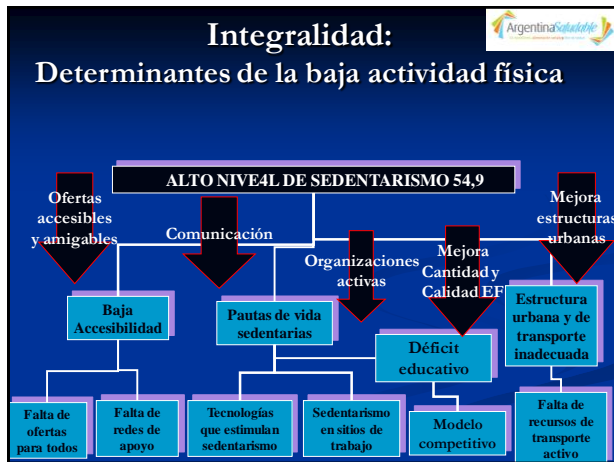 Integralidad:
Determinantes de la baja actividad física
ArgentinaSaludable
ALTO NIVE4L DE SEDENTARISMO 54,9
Ofertas
accesibles
y amigables
Comunicación
Organizaciones
activas
Mejora
Cantidad y
Calidad EF
Mejora
estructuras
urbanas
Baja
Accesibilidad
Pautas de vida
sedentarias
Déficit
educativo
Estructura
urbana y de
transporte
inadecuada
Falta de
ofertas
para todos
Falta de
redes de
apoyo
Tecnologías
que estimulan
sedentarismo
Sedentarismo
en sitios de
trabajo
Modelo
competitivo
Falta de
recursos de
transporte
activo